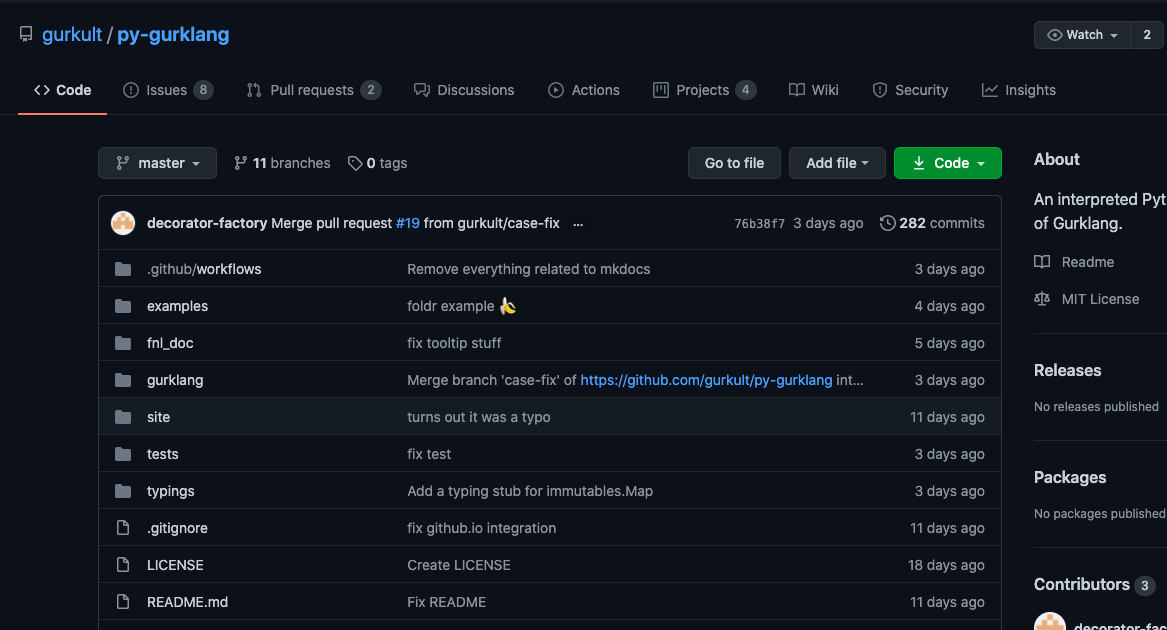 gurkult / py-gurklang
Watch 2
Code Issues 8 Pull requests 2 Discussions Actions Projects 4 Wiki Security Insights
master 11 branches 0 tags Go to file Add file Code
decorator-factory Merge pull request #19 from gurkult/case-fix ... 76b38f7 3 days ago 282 commits
.github/workflows Remove everything related to mkdocs 3 days ago
examples foldr example 🍌 4 days ago
fnl_doc fix tooltip stuff 5 days ago
gurklang Merge branch 'case-fix' of https://github.com/gurkult/py-gurklang int... 3 days ago
site turns out it was a typo 11 days ago
tests fix test 3 days ago
typings Add a typing stub for immutables.Map 3 days ago
.gitignore fix github.io integration 11 days ago
LICENSE Create LICENSE 18 days ago
README.md Fix README 11 days ago
About
An interpreted Pyt
of Gurklang.
Readme
MIT License
Releases
No releases published
Packages
No packages published
Contributors 3
decorator-fac